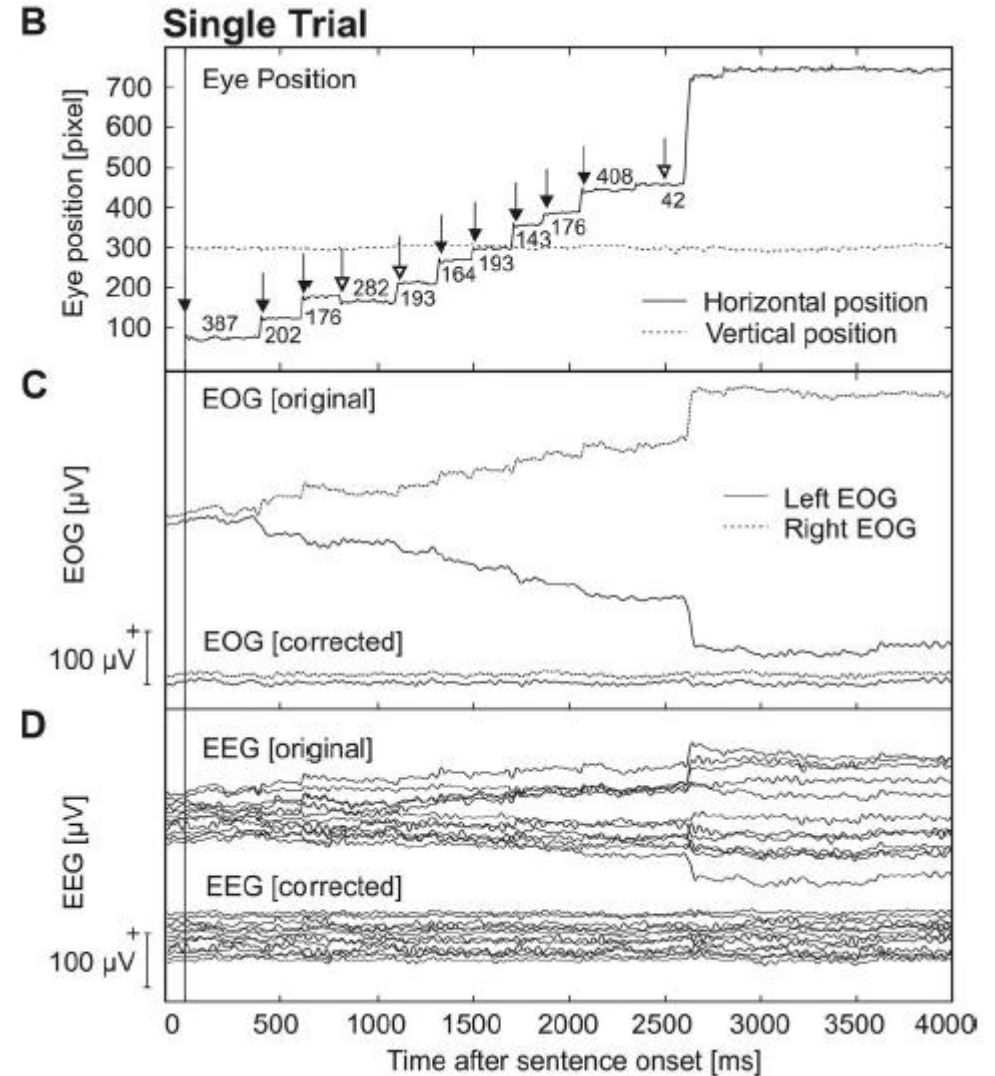 B Single Trial
Eye Position
Eye position [pixel]
700
600
500
400
300
200
100
387
202
176
282
193
164
193
143
176
408
42
Horizontal position
Vertical position
C
EOG [original]
EOG [µV]
Left EOG
Right EOG
EOG [corrected]
+
100 µV
D
EEG [original]
EEG [µV]
EEG [corrected]
+
100 µV
0 500 1000 1500 2000 2500 3000 3500 4000
Time after sentence onset [ms]